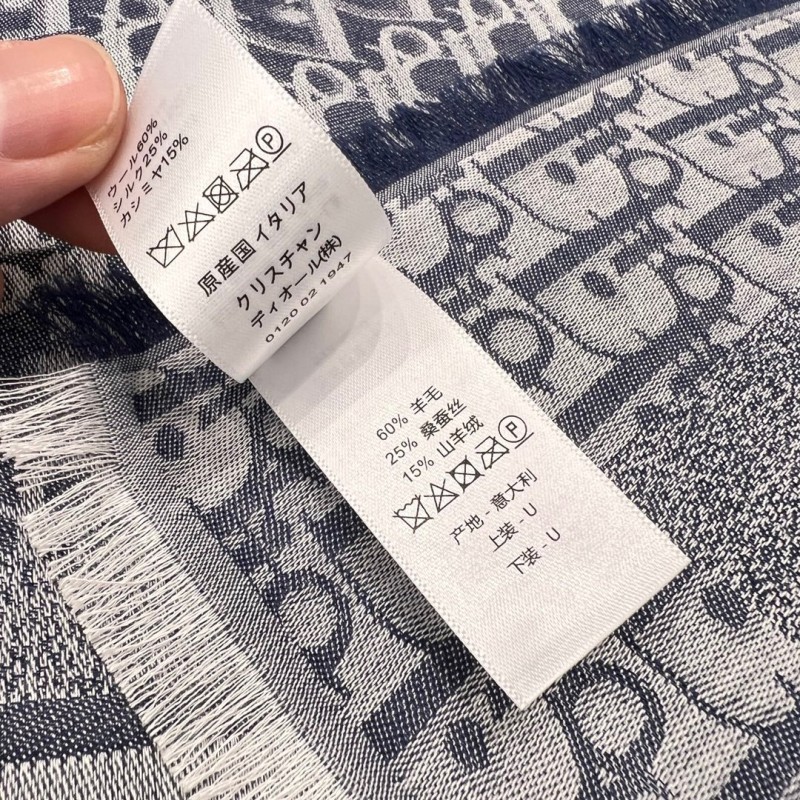 ウール60%
シルク25%
カシミヤ15%
P
原産国 イタリア
クリスチャン
ディオール(株)
0120 02 1947
60% 羊毛
25% 桑蚕丝
15% 山羊绒
P
产地 - 意大利
上装 - U
下装 - U